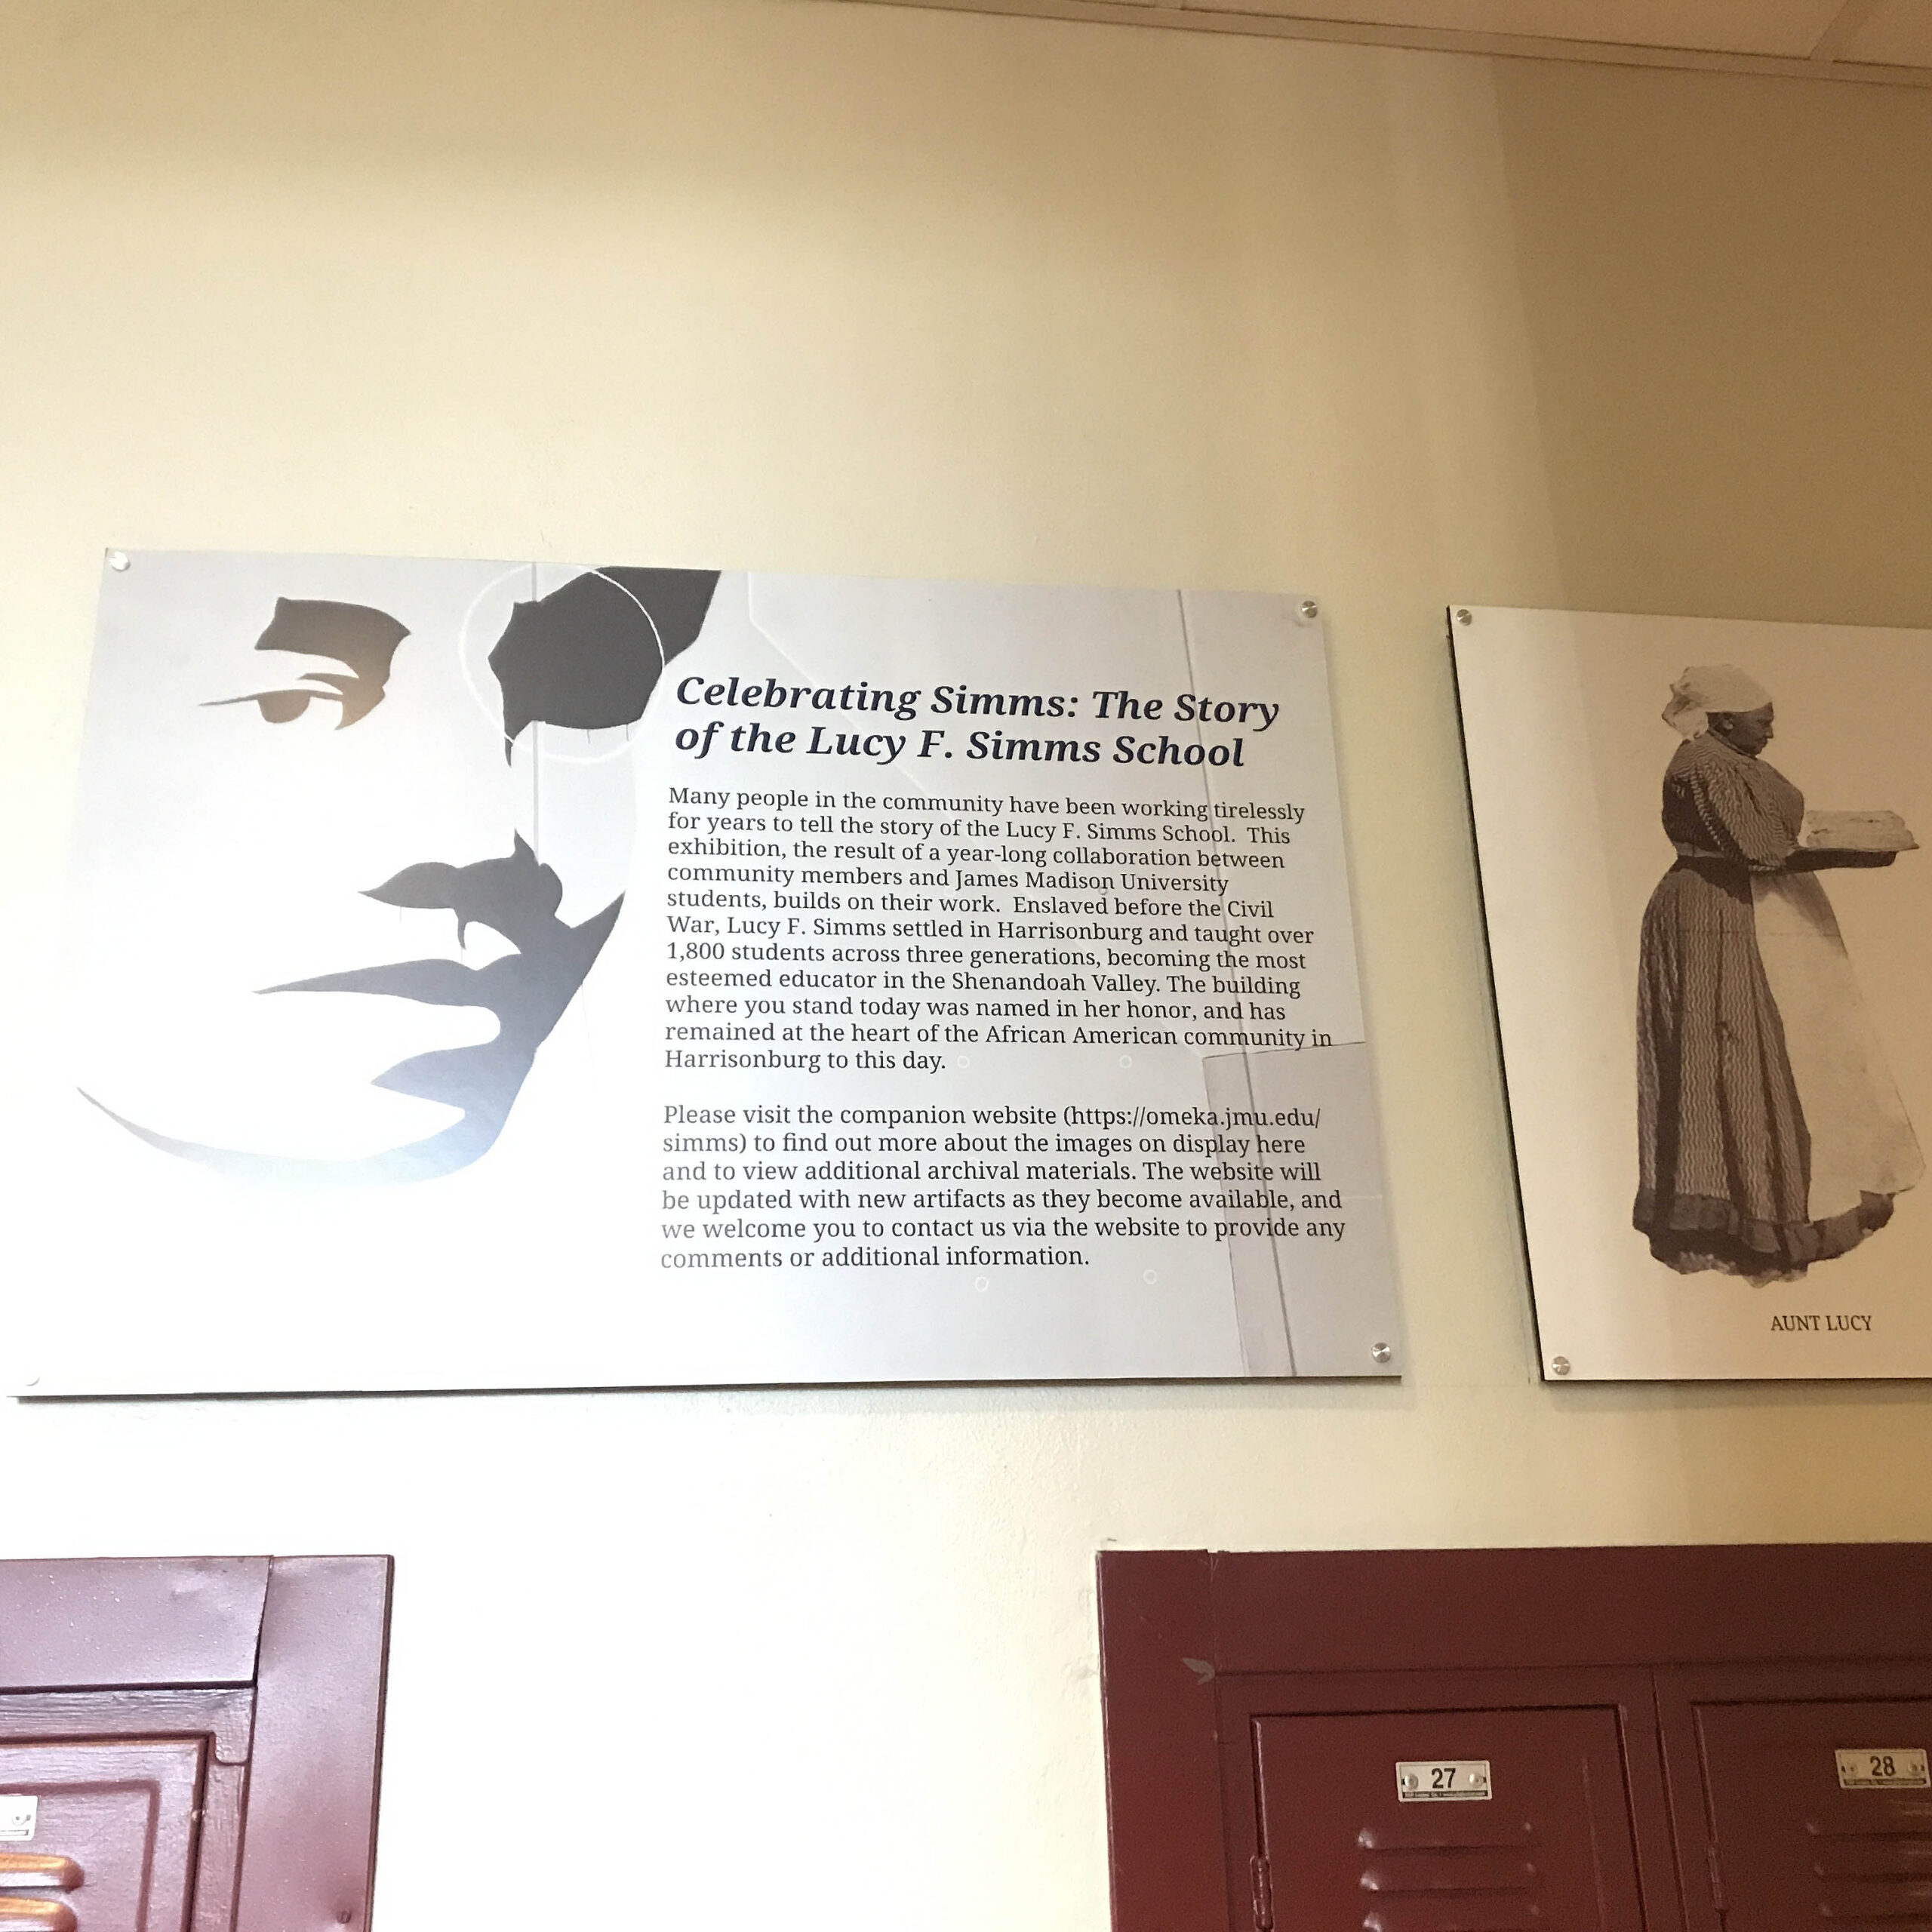 Celebrating Simms: The Story
of the Lucy F. Simms School
Many people in the community have been working tirelessly
for years to tell the story of the Lucy F. Simms School.  This
exhibition, the result of a year-long collaboration between
community members and James Madison University
students, builds on their work.  Enslaved before the Civil
War, Lucy F. Simms settled in Harrisonburg and taught over
1,800 students across three generations, becoming the most
esteemed educator in the Shenandoah Valley. The building
where you stand today was named in her honor, and has
remained at the heart of the African American community in
Harrisonburg to this day.
Please visit the companion website (https://omeka.jmu.edu/
simms) to find out more about the images on display here
and to view additional archival materials. The website will
be updated with new artifacts as they become available, and
we welcome you to contact us via the website to provide any
comments or additional information.
AUNT LUCY
27
28